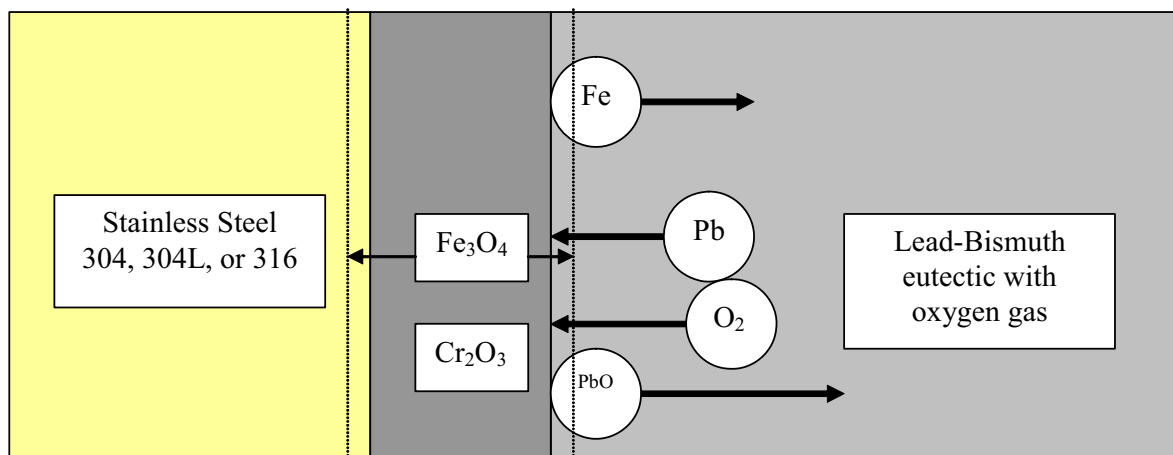 Fe
Stainless Steel
304, 304L, or 316
Fe₃O₄
Pb
Lead-Bismuth
eutectic with
oxygen gas
O₂
Cr₂O₃
PbO